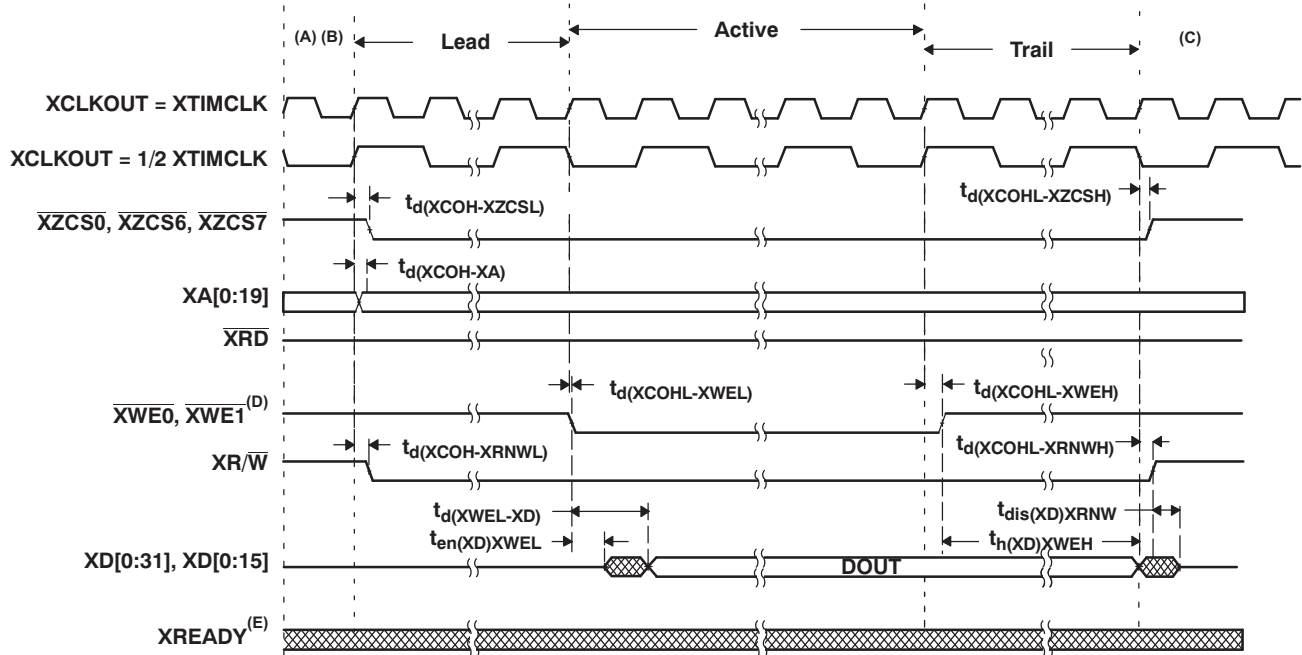 (A) (B)
Lead
Active
Trail
(C)
XCLKOUT = XTIMCLK
XCLKOUT = 1/2 XTIMCLK
td(XCOH-XZCSL)
td(XCOHL-XZCSH)
XZCS0, XZCS6, XZCS7
td(XCOH-XA)
XA[0:19]
XRD
td(XCOHL-XWEL)
td(XCOHL-XWEH)
XWE0, XWE1(D)
td(XCOH-XRNWL)
td(XCOHL-XRNWH)
XR/W
td(XWEL-XD)
tdis(XD)XRNW
ten(XD)XWEL
th(XD)XWEH
XD[0:31], XD[0:15]
DOUT
XREADY(E)